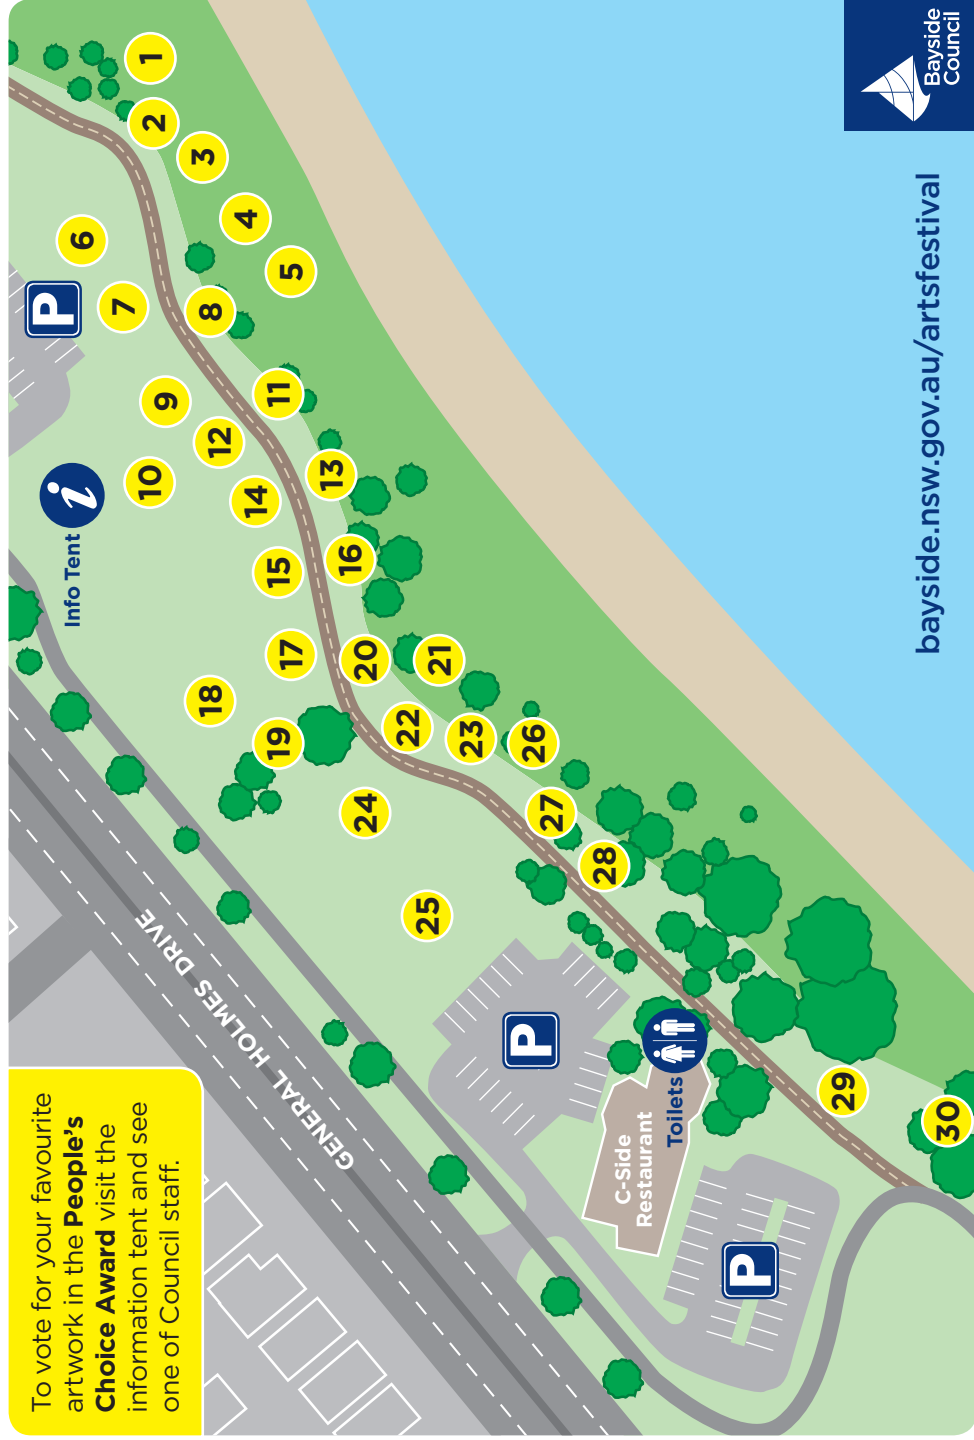 To vote for your favourite
artwork in the People's
Choice Award visit the
information tent and see
one of Council staff.
GENERAL HOLMES DRIVE
Info Tent
i
P
P
P
C-Side
Restaurant
Toilets
1
2
3
4
5
6
7
8
9
10
11
12
13
14
15
16
17
18
19
20
21
22
23
24
25
26
27
28
29
30
bayside.nsw.gov.au/artsfestival
Bayside
Council